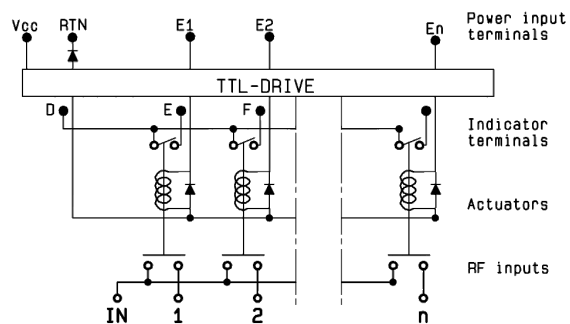 Vcc RTN E1 E2 En Power input
terminals
TTL-DRIVE
D E F Indicator
terminals
Actuators
RF inputs
IN 1 2 n